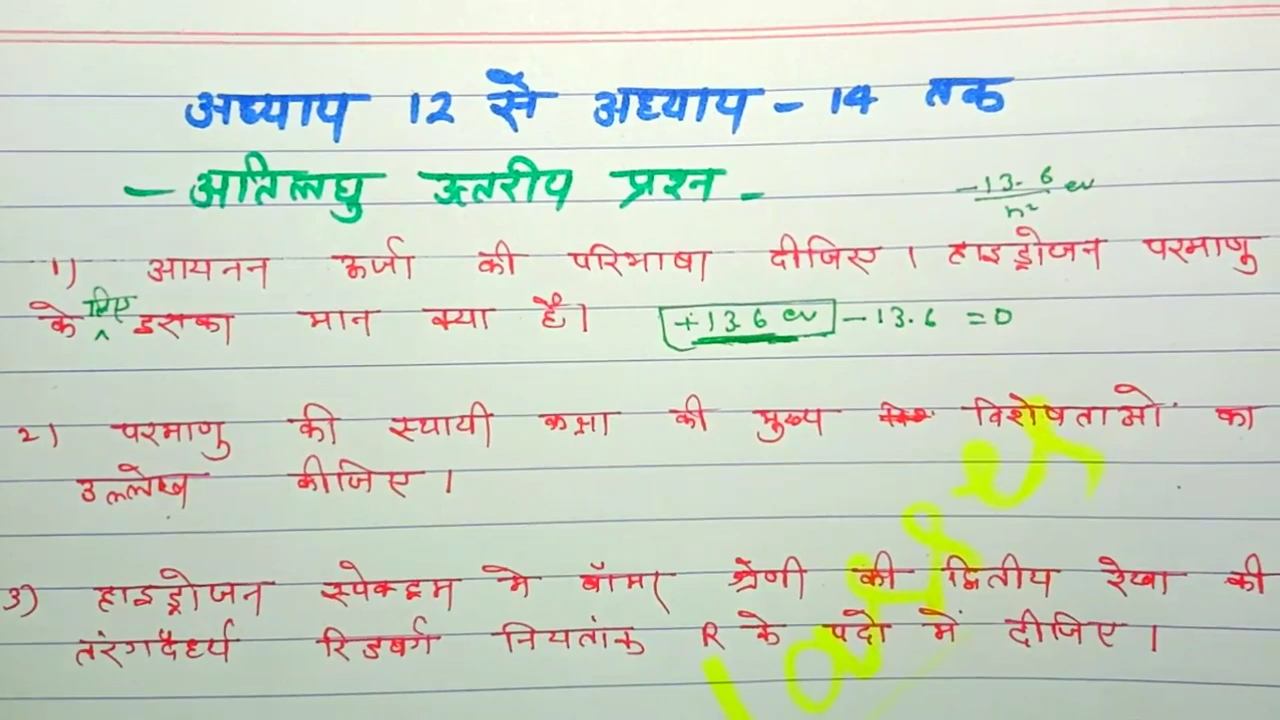 अध्याय 12 से अध्याय - 14 तक
- अतिलघु उत्तरीय प्रश्न -
-13.6/n² ev
1) आयनन ऊर्जा की परिभाषा दीजिए। हाइड्रोजन परमाणु
के लिए इसका मान क्या है। +13.6 ev - 13.6 = 0
2) परमाणु की स्थायी कक्षा की मुख्य विशेषताओं का
उल्लेख कीजिए।
3) हाइड्रोजन स्पेक्ट्रम मे बॉमर श्रेणी की द्वितीय रेखा की
तरंगदैर्ध्य रिडबर्ग नियतांक R के पदो में दीजिए।